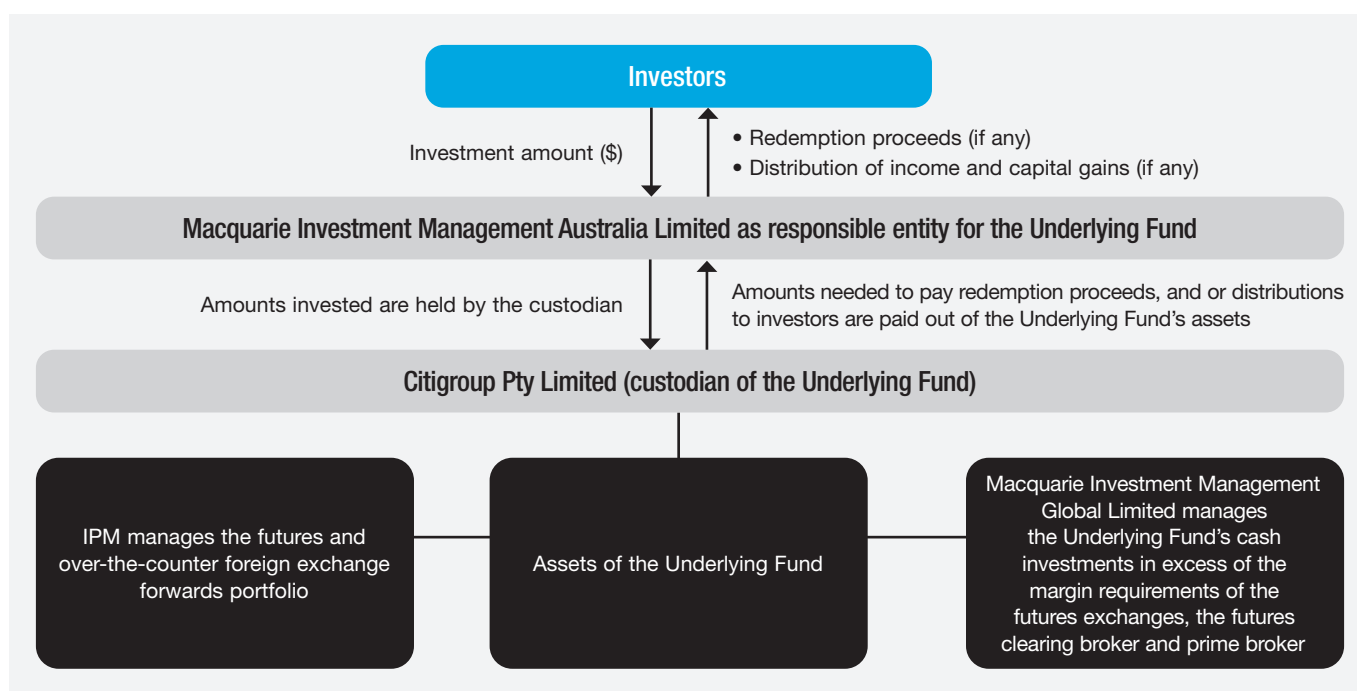 Investors
Investment amount ($)
• Redemption proceeds (if any)
• Distribution of income and capital gains (if any)
Macquarie Investment Management Australia Limited as responsible entity for the Underlying Fund
Amounts invested are held by the custodian
Amounts needed to pay redemption proceeds, and or distributions
to investors are paid out of the Underlying Fund's assets
Citigroup Pty Limited (custodian of the Underlying Fund)
IPM manages the futures and
over-the-counter foreign exchange
forwards portfolio
Assets of the Underlying Fund
Macquarie Investment Management
Global Limited manages
the Underlying Fund's cash
investments in excess of the
margin requirements of the
futures exchanges, the futures
clearing broker and prime broker